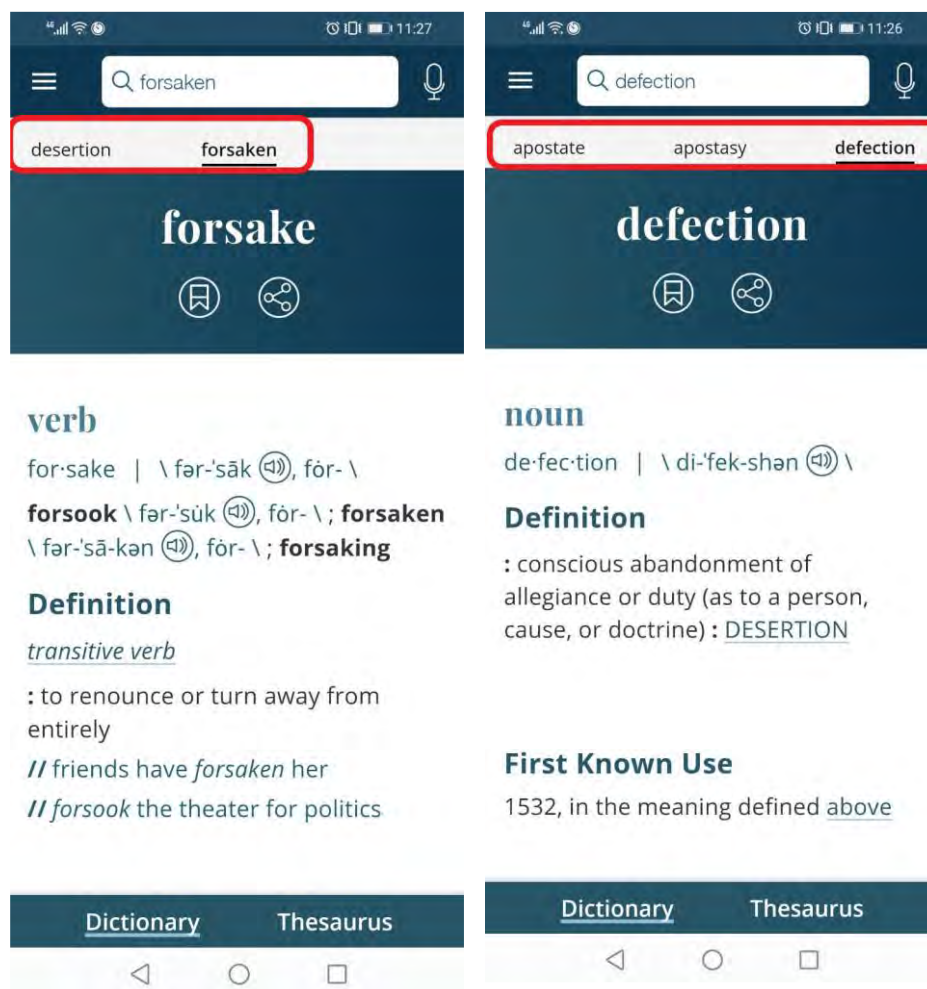 11:27
forsaken
desertion forsaken
forsake
verb
for·sake | \ fər-ˈsāk , fȯr- \
forsook \ fər-ˈsu̇k , fȯr- \ ; forsaken
\ fər-ˈsā-kən , fȯr- \ ; forsaking
Definition
transitive verb
: to renounce or turn away from
entirely
// friends have forsaken her
// forsook the theater for politics
Dictionary Thesaurus
11:26
defection
apostate apostasy defection
defection
noun
de·fec·tion | \ di-ˈfek-shən \
Definition
: conscious abandonment of
allegiance or duty (as to a person,
cause, or doctrine) : DESERTION
First Known Use
1532, in the meaning defined above
Dictionary Thesaurus